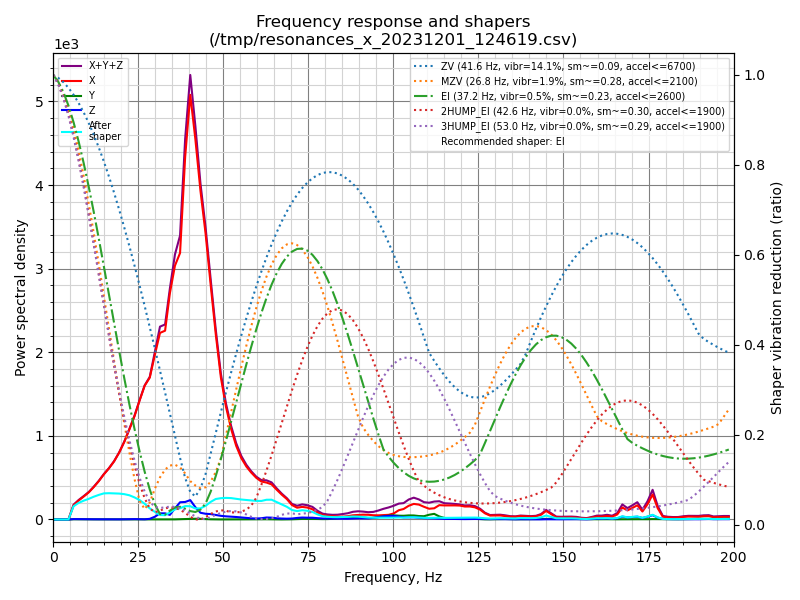 Frequency response and shapers
(/tmp/resonances_x_20231201_124619.csv)
1e3
X+Y+Z
X
Y
Z
After
shaper
ZV (41.6 Hz, vibr=14.1%, sm~=0.09, accel<=6700)
MZV (26.8 Hz, vibr=1.9%, sm~=0.28, accel<=2100)
EI (37.2 Hz, vibr=0.5%, sm~=0.23, accel<=2600)
2HUMP_EI (42.6 Hz, vibr=0.0%, sm~=0.30, accel<=1900)
3HUMP_EI (53.0 Hz, vibr=0.0%, sm~=0.29, accel<=1900)
Recommended shaper: EI
Power spectral density
5
4
3
2
1
0
1.0
0.8
0.6
0.4
0.2
0.0
Shaper vibration reduction (ratio)
0 25 50 75 100 125 150 175 200
Frequency, Hz